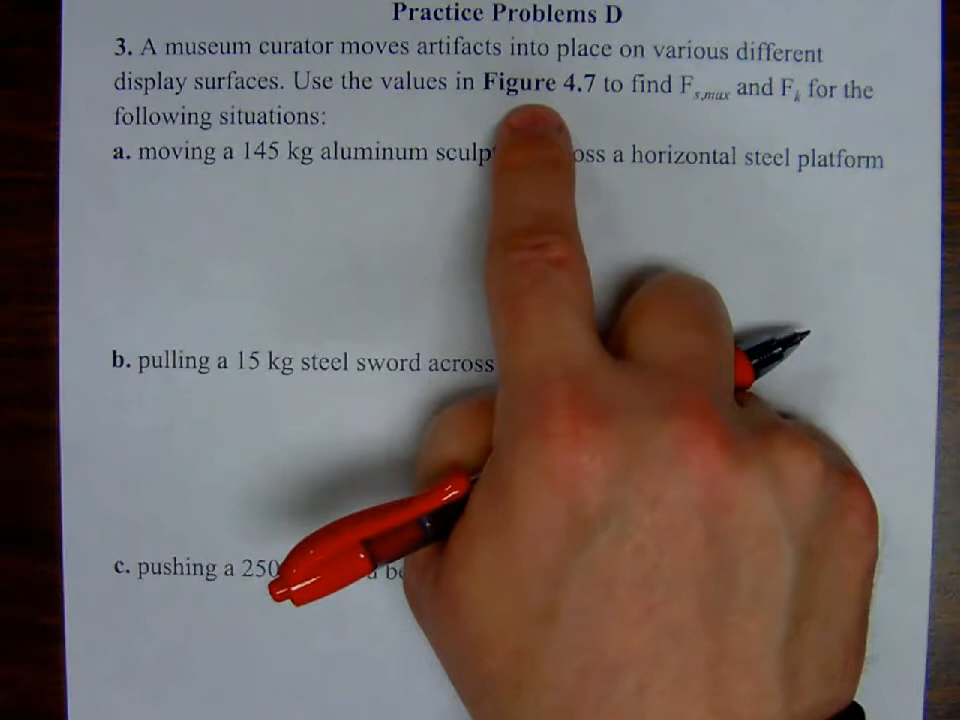 Practice Problems D
3. A museum curator moves artifacts into place on various different
display surfaces. Use the values in Figure 4.7 to find Fs,max and Fk for the
following situations:
a. moving a 145 kg aluminum a horizontal steel platform
b. pulling a 15 kg steel sword across
c. pushing a 250